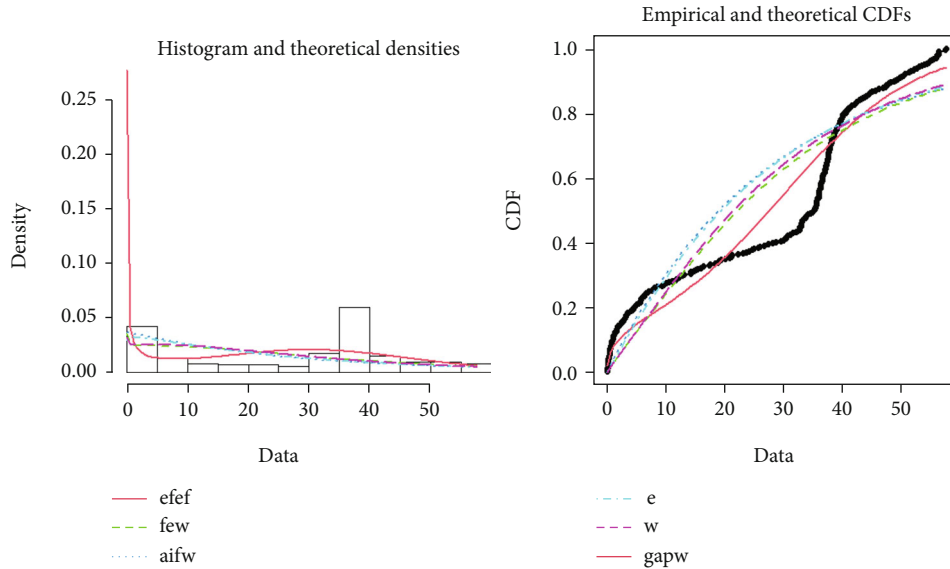 Histogram and theoretical densities
Density
0.25
0.20
0.15
0.10
0.05
0.00
0 10 20 30 40 50
Data
efef
few
aifw
Empirical and theoretical CDFs
CDF
1.0
0.8
0.6
0.4
0.2
0.0
0 10 20 30 40 50
Data
e
w
gapw